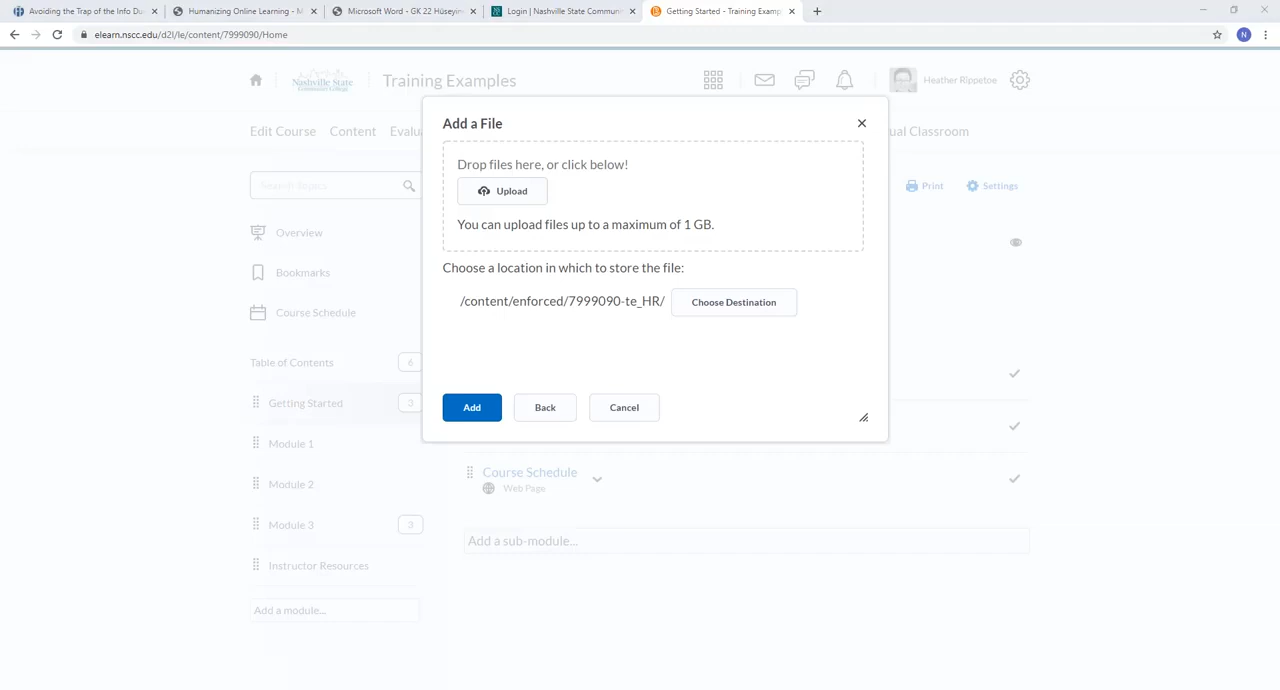 Avoiding the Trap of the Info Du
Humanizing Online Learning - M
Microsoft Word - GK 22 Hüseyin
Login | Nashville State Commun
Getting Started - Training Examp
elearn.nscc.edu/d2l/le/content/7999090/Home
N
Nashville State
Community College
Training Examples
Heather Rippetoe
Edit Course
Content
Evalu
ual Classroom
Search Topics
Print
Settings
Overview
Bookmarks
Course Schedule
Table of Contents
6
Getting Started
3
Module 1
Module 2
Module 3
3
Instructor Resources
Add a module...
Add a File
Drop files here, or click below!
Upload
You can upload files up to a maximum of 1 GB.
Choose a location in which to store the file:
/content/enforced/7999090-te_HR/
Choose Destination
Add
Back
Cancel
Course Schedule
Web Page
Add a sub-module...